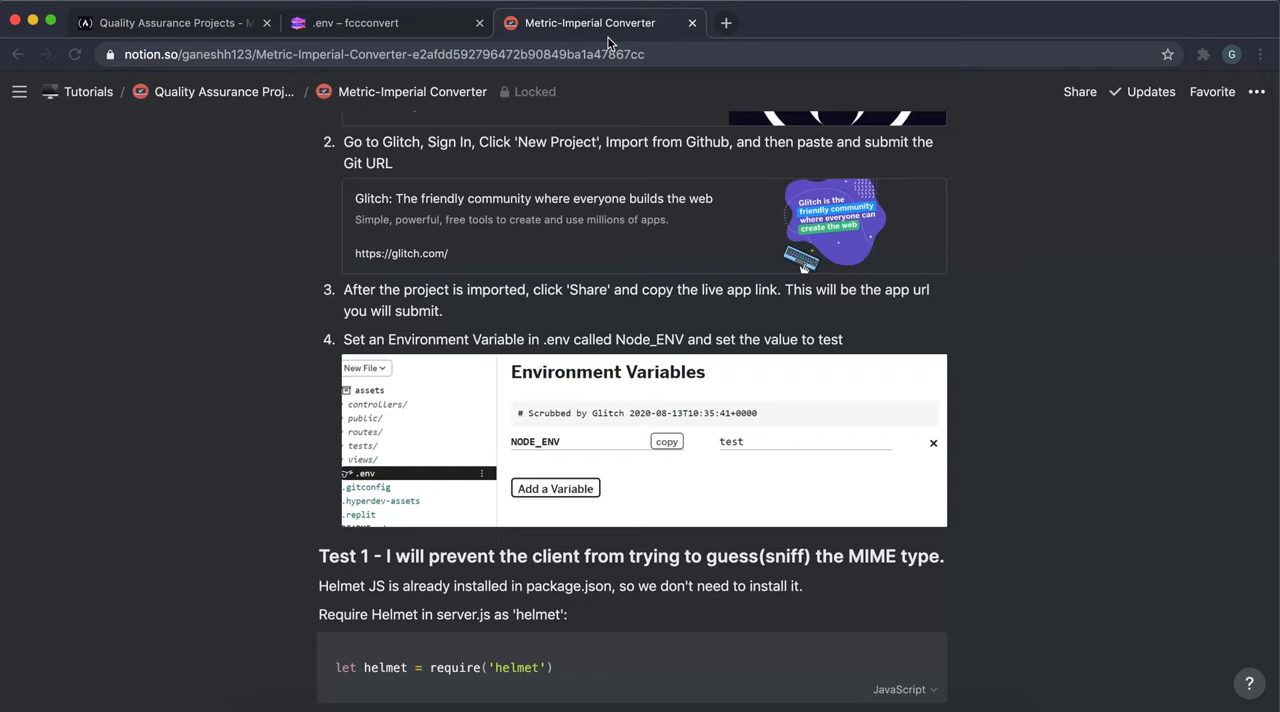 Quality Assurance Projects - M
.env – fccconvert
Metric-Imperial Converter
notion.so/ganeshh123/Metric-Imperial-Converter-e2afdd592796472b90849ba1a47867cc
G
Tutorials / Quality Assurance Proj... / Metric-Imperial Converter Locked
Share Updates Favorite
2. Go to Glitch, Sign In, Click 'New Project', Import from Github, and then paste and submit the
Git URL
Glitch: The friendly community where everyone builds the web
Simple, powerful, free tools to create and use millions of apps.
https://glitch.com/
Glitch is the
friendly community
where everyone can
create the web
3. After the project is imported, click 'Share' and copy the live app link. This will be the app url
you will submit.
4. Set an Environment Variable in .env called Node_ENV and set the value to test
New File
assets
controllers/
public/
routes/
tests/
views/
.env
.gitconfig
.hyperdev-assets
.replit
Environment Variables
# Scrubbed by Glitch 2020-08-13T10:35:41+0000
NODE_ENV copy test
Add a Variable
Test 1 - I will prevent the client from trying to guess(sniff) the MIME type.
Helmet JS is already installed in package.json, so we don't need to install it.
Require Helmet in server.js as 'helmet':
let helmet = require('helmet')
JavaScript
?